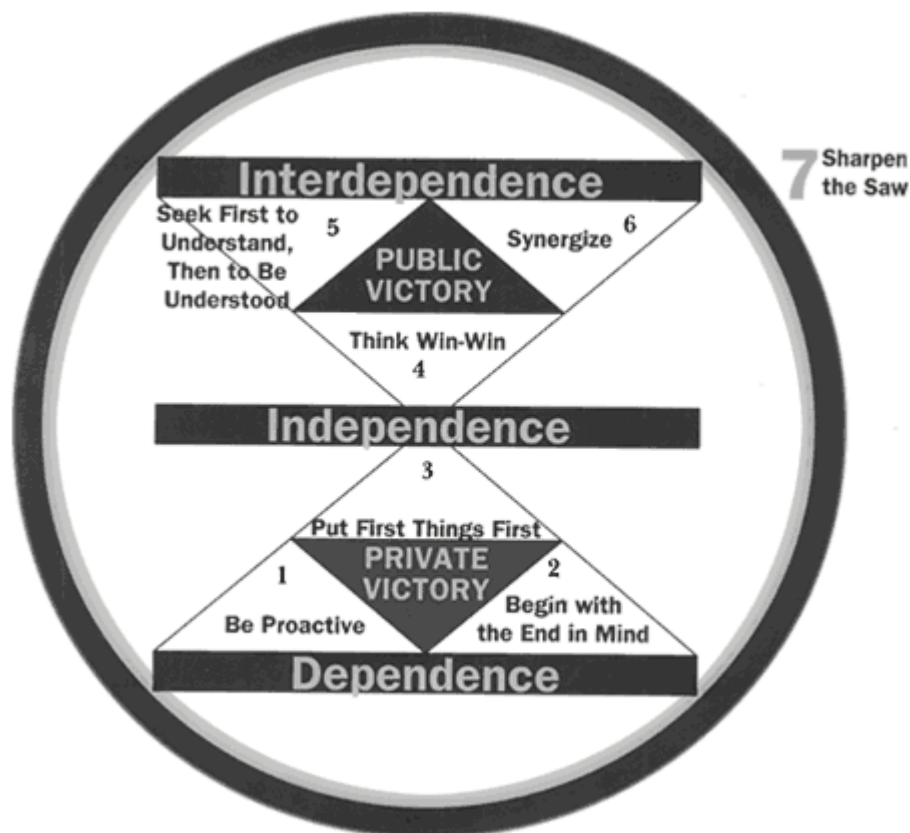 Interdependence
7 Sharpen
the Saw
Seek First to
Understand,
Then to Be
Understood
5
PUBLIC
VICTORY
Synergize
6
Think Win-Win
4
Independence
3
Put First Things First
PRIVATE
VICTORY
1
Be Proactive
2
Begin with
the End in Mind
Dependence